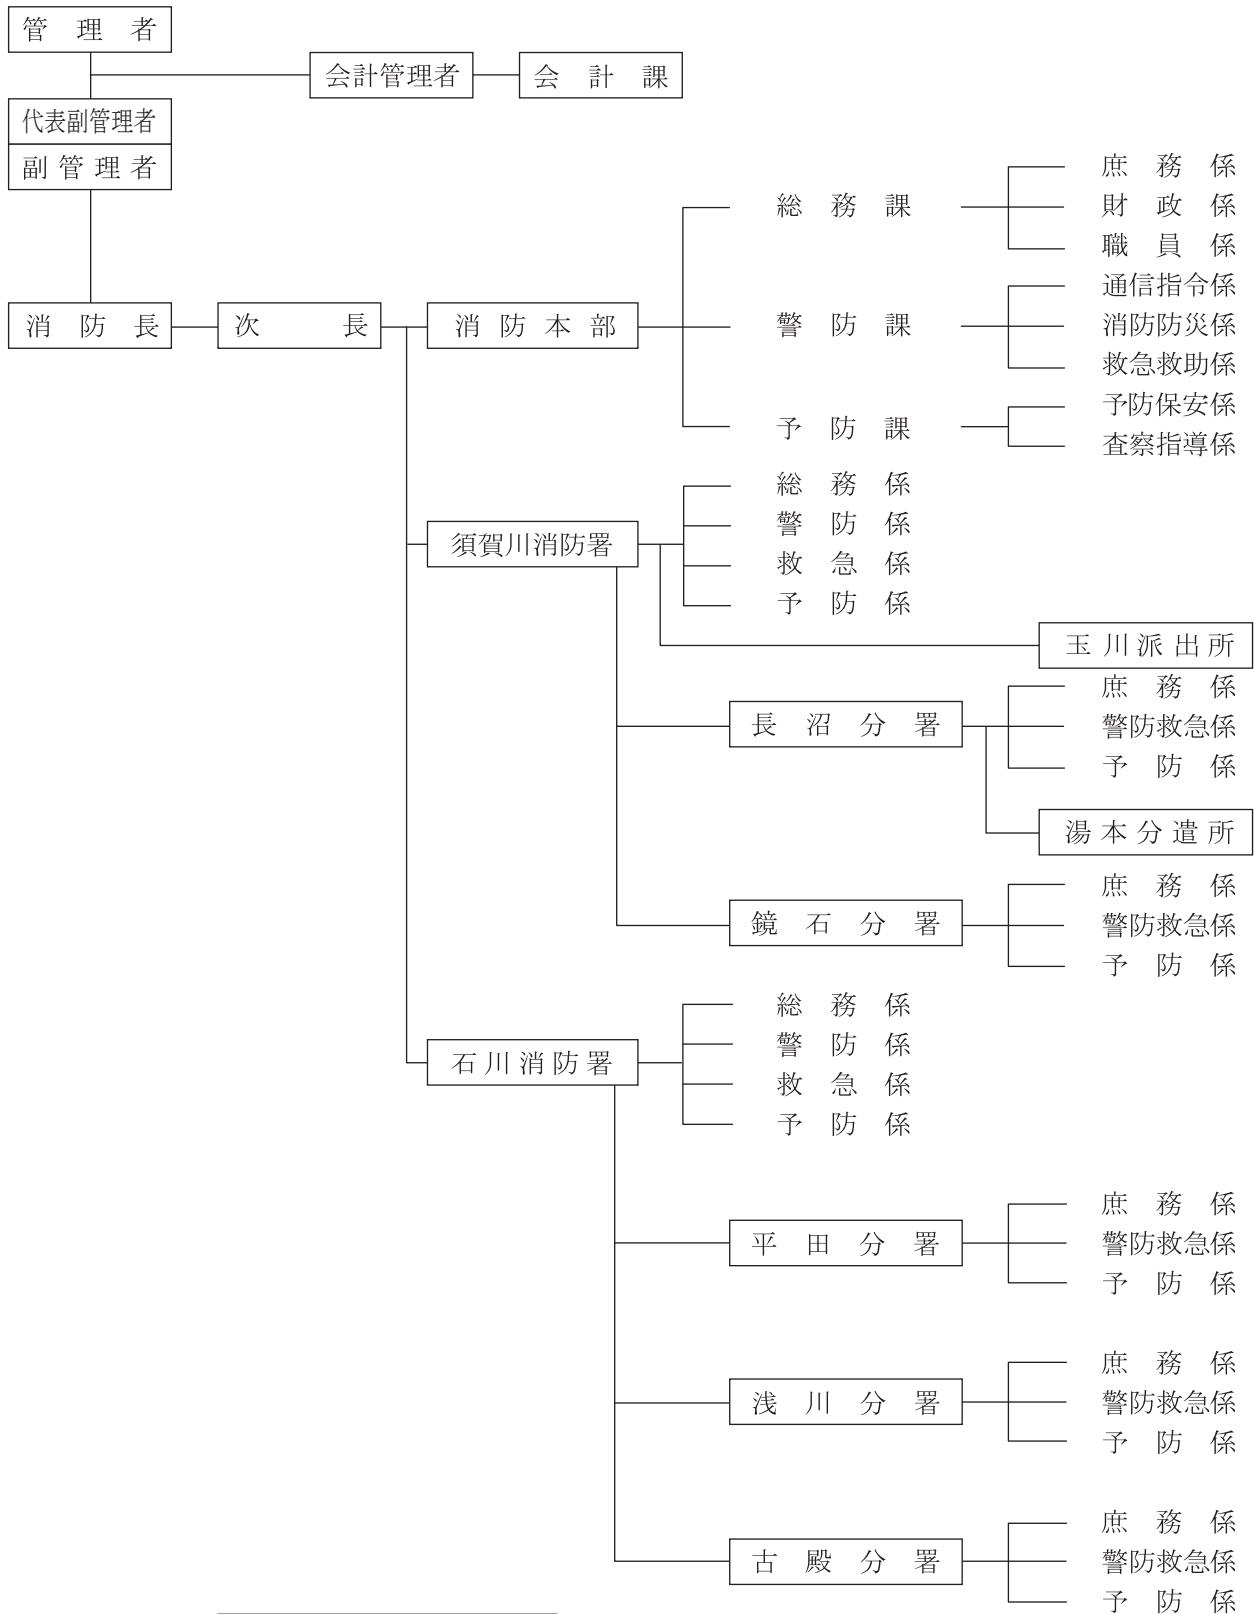 管理者
会計管理者 会計課
代表副管理者
副管理者
庶務係
総務課 財政係
職員係
通信指令係
消防長 次長 消防本部 警防課 消防防災係
救急救助係
予防保安係
予防課
査察指導係
総務係
警防係
須賀川消防署
救急係
予防係
玉川派出所
庶務係
長沼分署 警防救急係
予防係
湯本分遣所
庶務係
鏡石分署 警防救急係
予防係
総務係
警防係
石川消防署
救急係
予防係
庶務係
平田分署 警防救急係
予防係
庶務係
浅川分署 警防救急係
予防係
庶務係
古殿分署 警防救急係
予防係